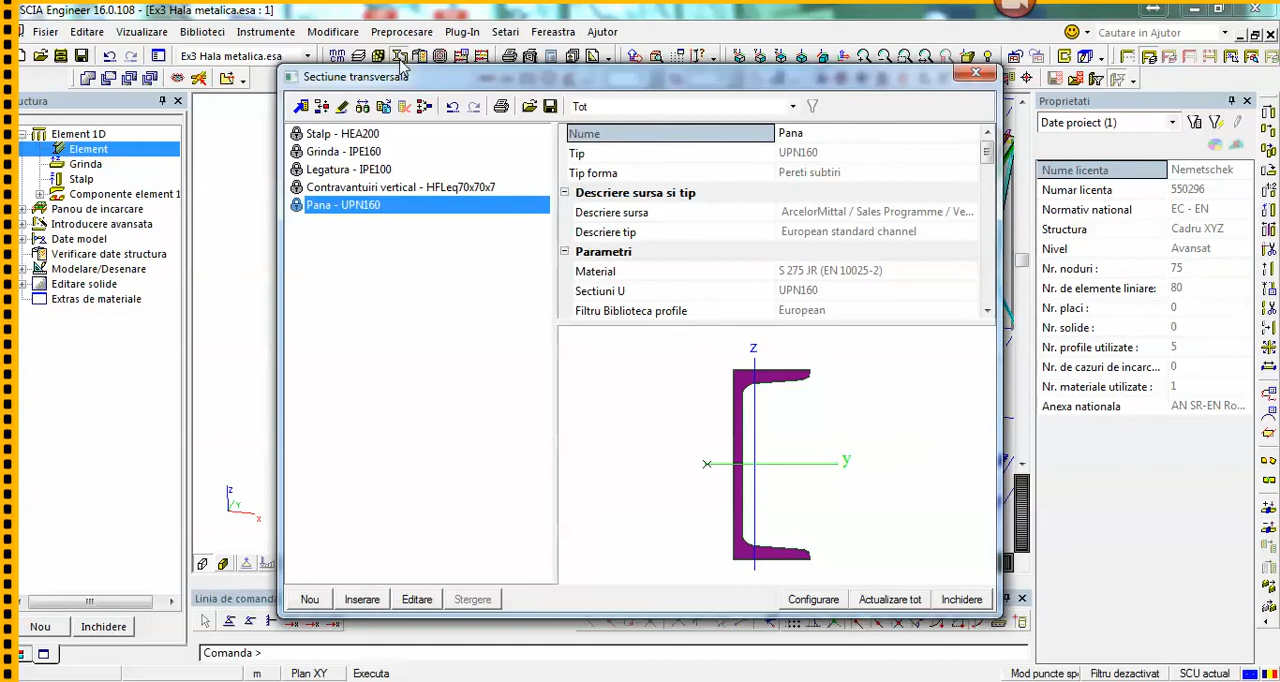 SCIA Engineer 16.0.108 - [Ex3 Hala metalica.esa : 1]
Fisier Editare Vizualizare Biblioteci Instrumente Modificare Preprocesare Plug-In Setari Fereastra Ajutor
Cautare in Ajutor
Ex3 Hala metalica.esa
uctura
Element 1D
Element
Grinda
Stalp
Componente element 1
Panou de incarcare
Introducere avansata
Date model
Verificare date structura
Modelare/Desenare
Editare solide
Extras de materiale
Nou Inchidere
Sectiune transversala
Tot
Stalp - HEA200
Grinda - IPE160
Legatura - IPE100
Contravantuiri vertical - HFLeq70x70x7
Pana - UPN160
Nume Pana
Tip UPN160
Tip forma Pereti subtiri
Descriere sursa si tip
Descriere sursa ArcelorMittal / Sales Programme / Ve...
Descriere tip European standard channel
Parametri
Material S 275 JR (EN 10025-2)
Sectiuni U UPN160
Filtru Biblioteca profile European
z
y
Nou Inserare Editare Stergere Configurare Actualizare tot Inchidere
Proprietati
Date proiect (1)
Nume licenta Nemetschek
Numar licenta 550296
Normativ national EC - EN
Structura Cadru XYZ
Nivel Avansat
Nr. noduri : 75
Nr. de elemente liniare: 80
Nr. placi : 0
Nr. solide : 0
Nr. profile utilizate : 5
Nr. de cazuri de incarc... 0
Nr. materiale utilizate : 1
Anexa nationala AN SR-EN Ro...
z
y
x
Linia de comanda
Comanda >
m Plan XY Executa Mod puncte sp Filtru dezactivat SCU actual